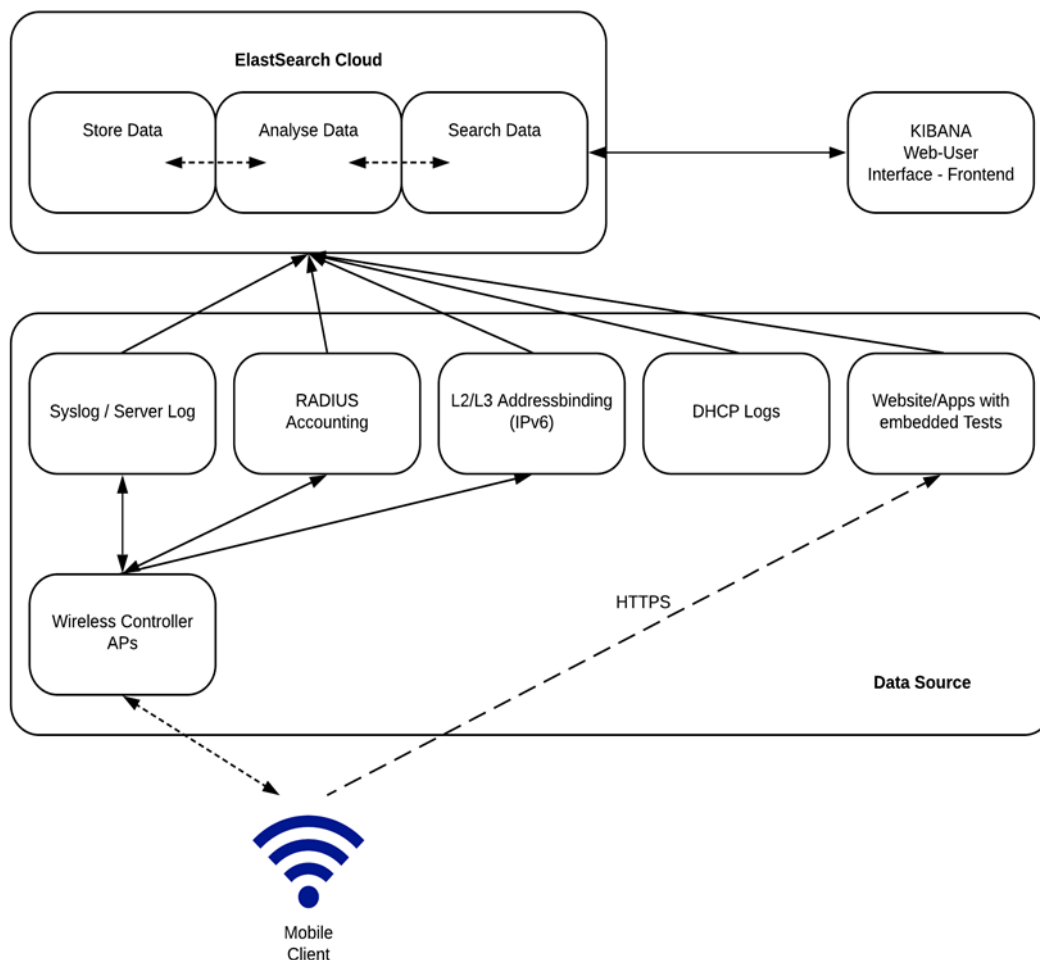 ElastSearch Cloud
Store Data
Analyse Data
Search Data
KIBANA
Web-User
Interface - Frontend
Syslog / Server Log
RADIUS
Accounting
L2/L3 Addressbinding
(IPv6)
DHCP Logs
Website/Apps with
embedded Tests
Wireless Controller
APs
HTTPS
Data Source
Mobile
Client